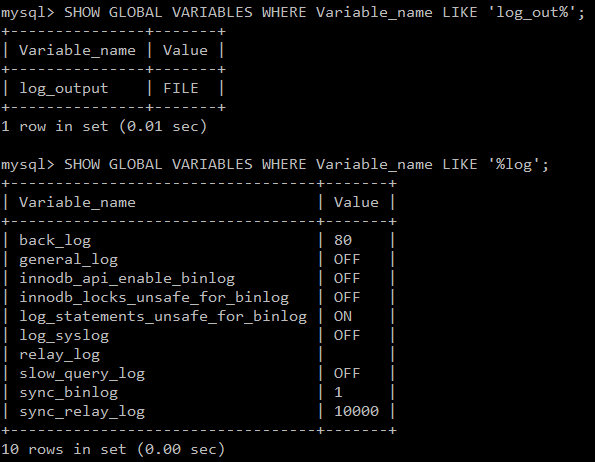 mysql> SHOW GLOBAL VARIABLES WHERE Variable_name LIKE 'log_out%';
+---------------+-------+
| Variable_name | Value |
+---------------+-------+
| log_output    | FILE  |
+---------------+-------+
1 row in set (0.01 sec)

mysql> SHOW GLOBAL VARIABLES WHERE Variable_name LIKE '%log';
+----------------------------------+-------+
| Variable_name                    | Value |
+----------------------------------+-------+
| back_log                         | 80    |
| general_log                      | OFF   |
| innodb_api_enable_binlog         | OFF   |
| innodb_locks_unsafe_for_binlog   | OFF   |
| log_statements_unsafe_for_binlog | ON    |
| log_syslog                       | OFF   |
| relay_log                        |       |
| slow_query_log                   | OFF   |
| sync_binlog                      | 1     |
| sync_relay_log                   | 10000 |
+----------------------------------+-------+
10 rows in set (0.00 sec)